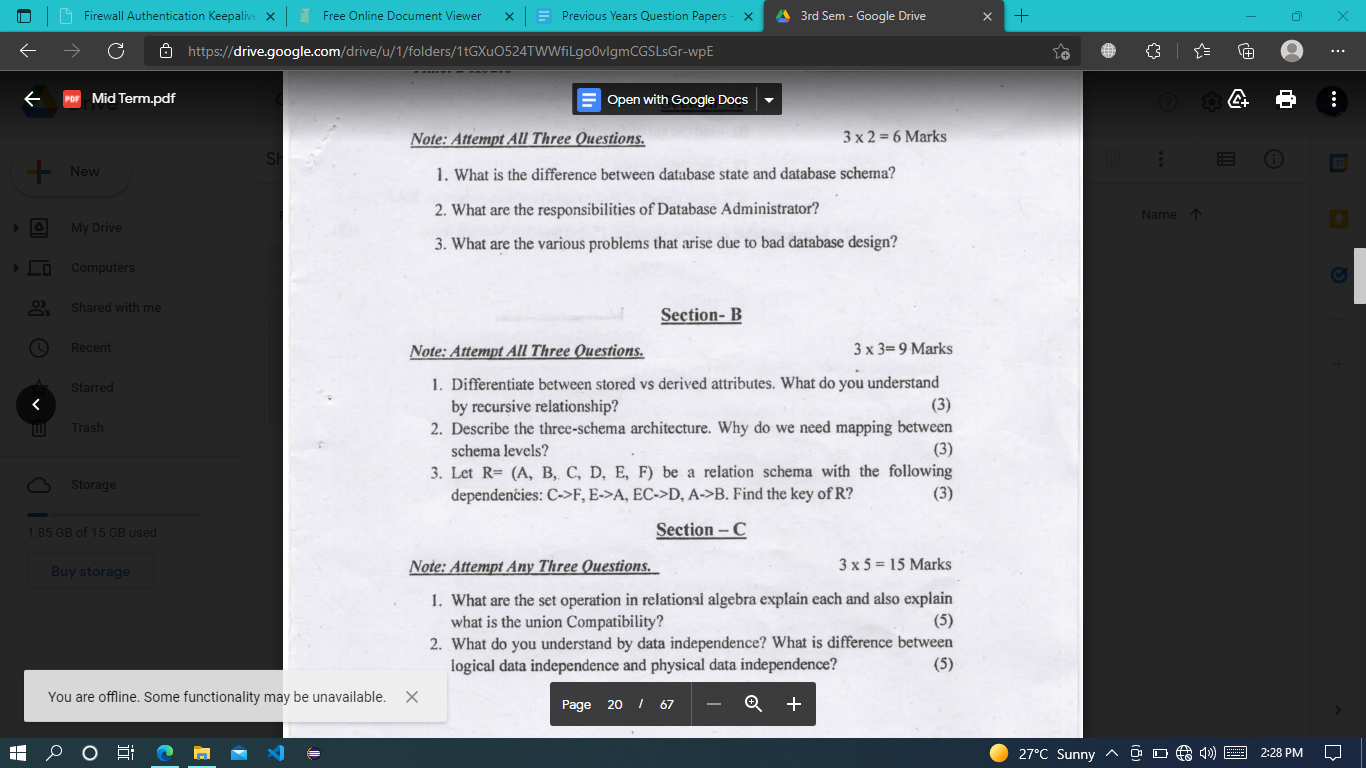 Firewall Authentication Keepalive
Free Online Document Viewer
Previous Years Question Papers -
3rd Sem - Google Drive
https://drive.google.com/drive/u/1/folders/1tGXuO524TWWfiLgo0vlgmCGSLsGr-wpE
PDF Mid Term.pdf
Open with Google Docs
New
My Drive
Computers
Shared with me
Recent
Starred
Trash
Storage
1.85 GB of 15 GB used
Buy storage
Name
Note: Attempt All Three Questions. 3 x 2 = 6 Marks
1. What is the difference between database state and database schema?
2. What are the responsibilities of Database Administrator?
3. What are the various problems that arise due to bad database design?
Section- B
Note: Attempt All Three Questions. 3 x 3= 9 Marks
1. Differentiate between stored vs derived attributes. What do you understand
by recursive relationship? (3)
2. Describe the three-schema architecture. Why do we need mapping between
schema levels? (3)
3. Let R= (A, B, C, D, E, F) be a relation schema with the following
dependencies: C->F, E->A, EC->D, A->B. Find the key of R? (3)
Section – C
Note: Attempt Any Three Questions. 3 x 5 = 15 Marks
1. What are the set operation in relational algebra explain each and also explain
what is the union Compatibility? (5)
2. What do you understand by data independence? What is difference between
logical data independence and physical data independence? (5)
You are offline. Some functionality may be unavailable.
Page 20 / 67
27°C Sunny
2:28 PM